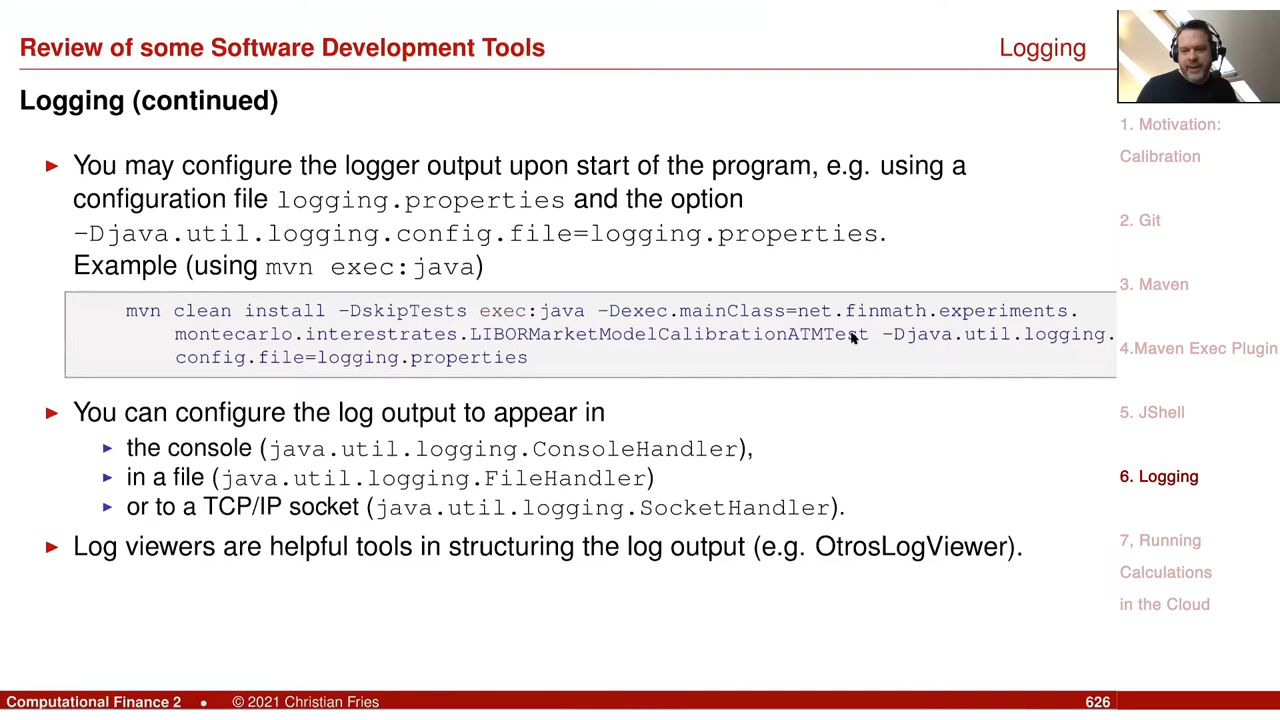 Review of some Software Development Tools
Logging
Logging (continued)
► You may configure the logger output upon start of the program, e.g. using a
configuration file logging.properties and the option
-Djava.util.logging.config.file=logging.properties.
Example (using mvn exec:java)
mvn clean install -DskipTests exec:java -Dexec.mainClass=net.finmath.experiments.
montecarlo.interestrates.LIBORMarketModelCalibrationATMTest -Djava.util.logging.
config.file=logging.properties
► You can configure the log output to appear in
► the console (java.util.logging.ConsoleHandler),
► in a file (java.util.logging.FileHandler)
► or to a TCP/IP socket (java.util.logging.SocketHandler).
► Log viewers are helpful tools in structuring the log output (e.g. OtrosLogViewer).
1. Motivation:
Calibration
2. Git
3. Maven
4.Maven Exec Plugin
5. JShell
6. Logging
7, Running
Calculations
in the Cloud
Computational Finance 2 • © 2021 Christian Fries 626